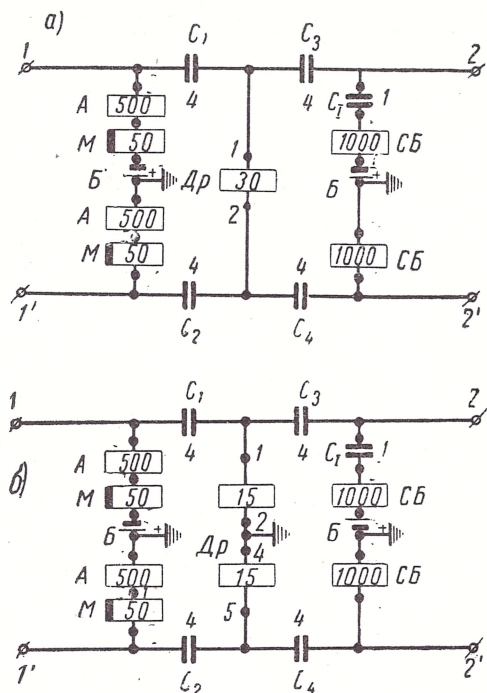 а)
C₁ C₃
1 2
4 4 C_I 1
А 500
М 50 1000 СБ
Б + Др 1 30 2 Б +
А 500
М 50 1000 СБ
4 4
1' C₂ C₄ 2'
б)
C₁ C₃
1 2
4 1 4 C_I 1
А 500
М 50 15 1000 СБ
Б + 2 Б +
Др 4
А 500 15 1000 СБ
М 50 5
4 4
1' C₂ C₄ 2'